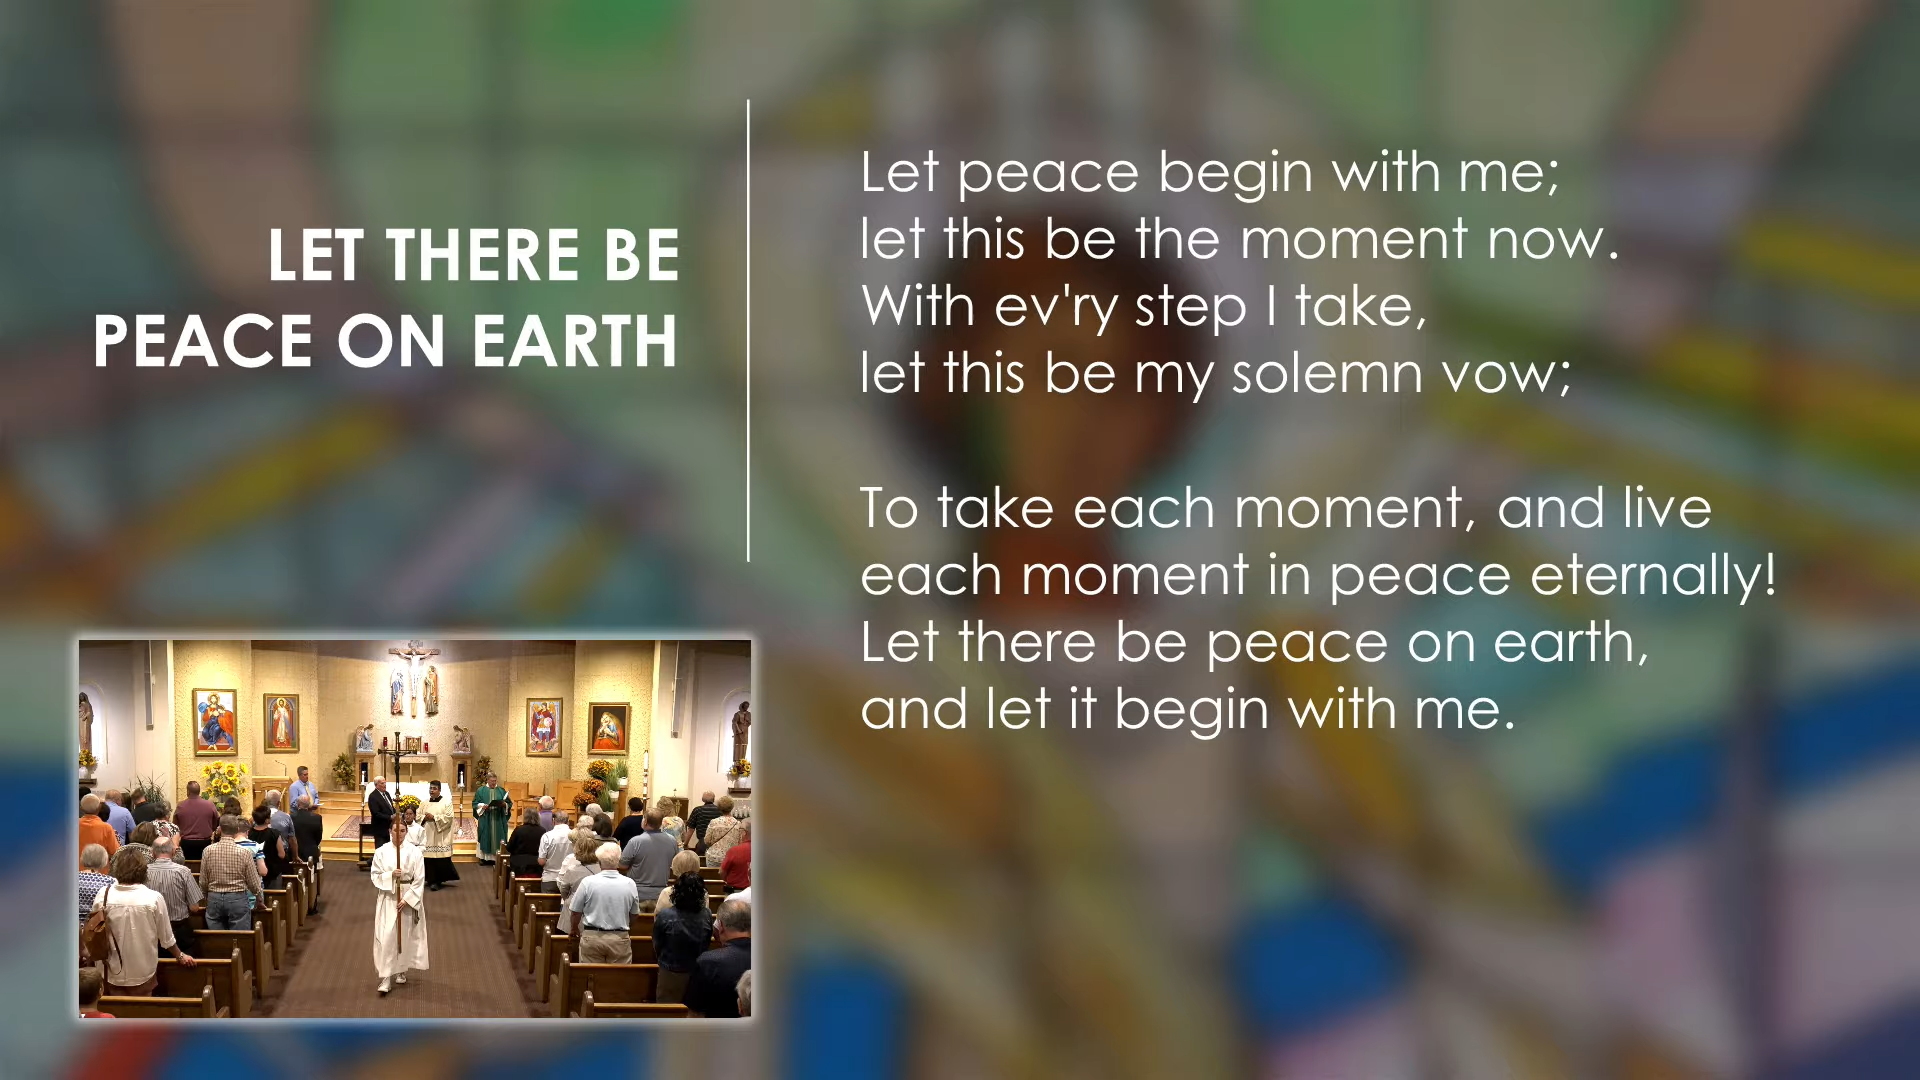 LET THERE BE
PEACE ON EARTH
Let peace begin with me;
let this be the moment now.
With ev'ry step I take,
let this be my solemn vow;
To take each moment, and live
each moment in peace eternally!
Let there be peace on earth,
and let it begin with me.